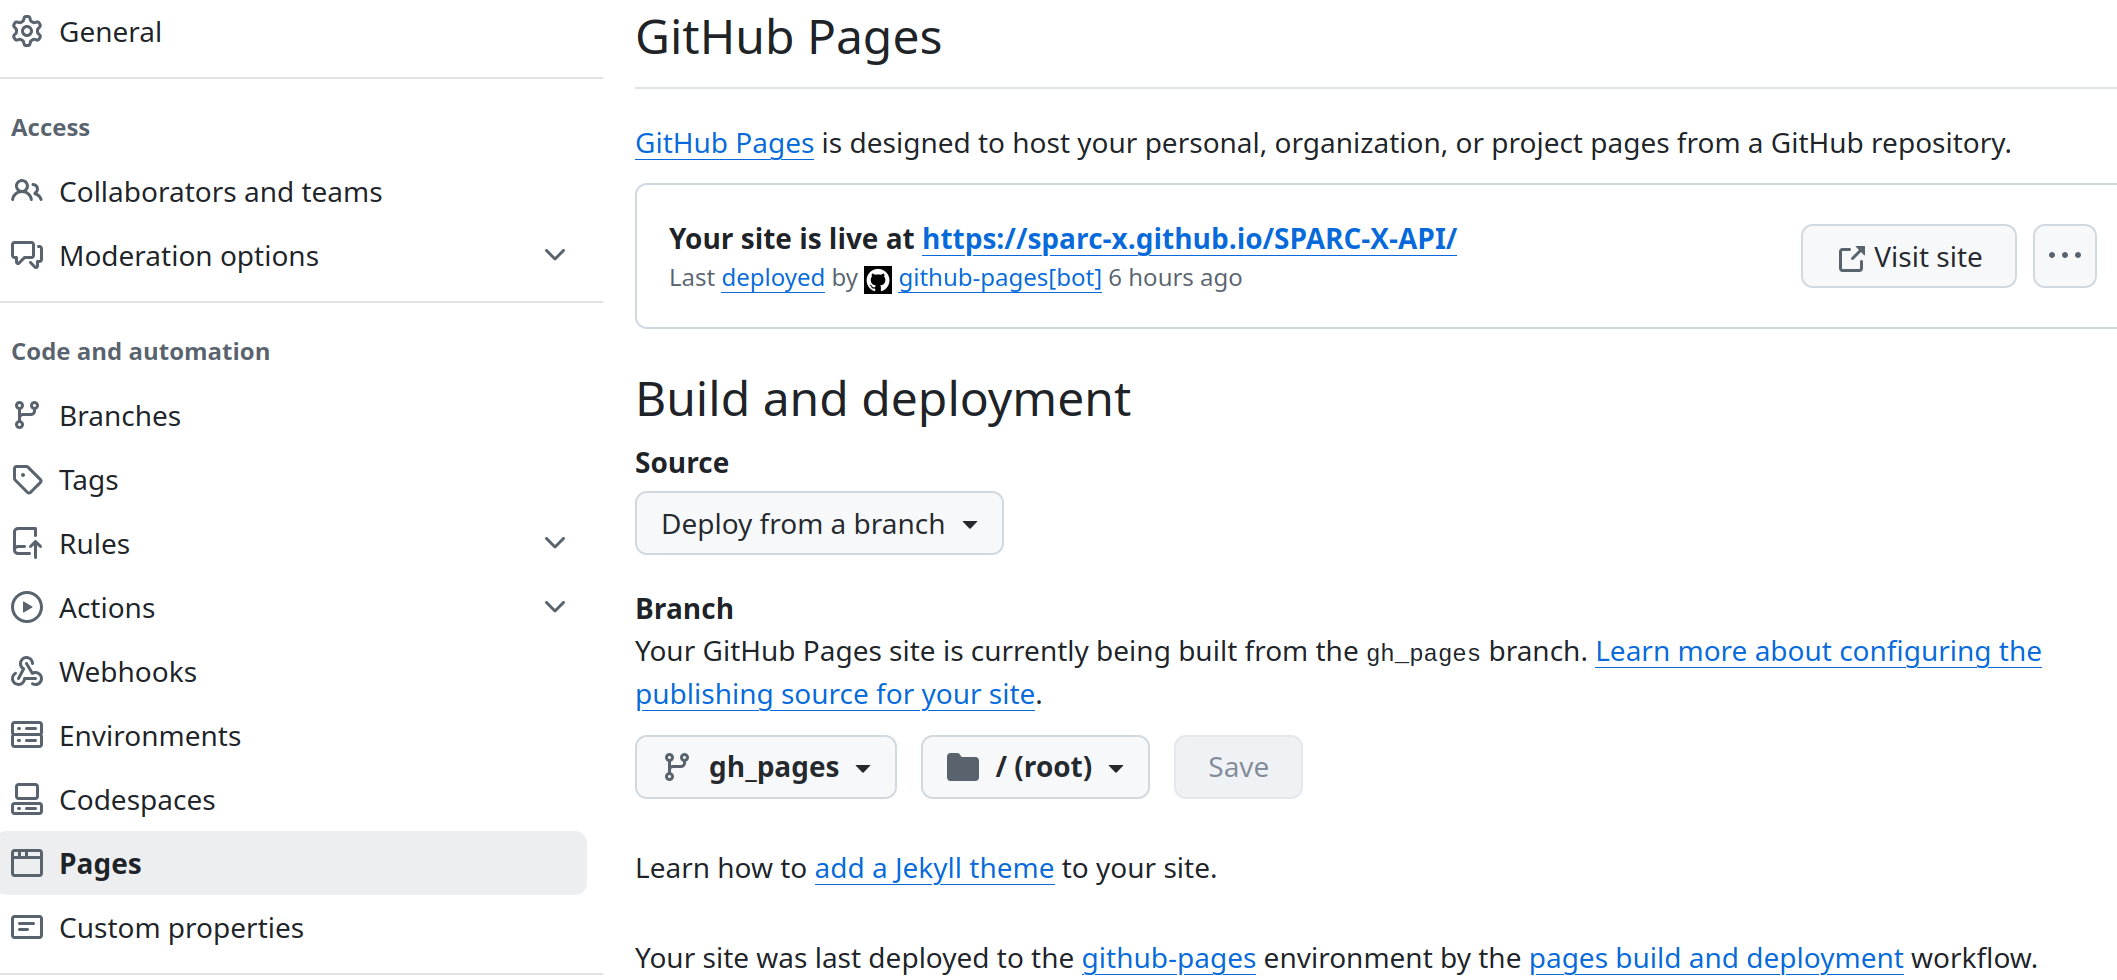 General
Access
Collaborators and teams
Moderation options
Code and automation
Branches
Tags
Rules
Actions
Webhooks
Environments
Codespaces
Pages
Custom properties
GitHub Pages
GitHub Pages is designed to host your personal, organization, or project pages from a GitHub repository.
Your site is live at https://sparc-x.github.io/SPARC-X-API/
Last deployed by github-pages[bot] 6 hours ago
Visit site
Build and deployment
Source
Deploy from a branch
Branch
Your GitHub Pages site is currently being built from the gh_pages branch. Learn more about configuring the
publishing source for your site.
gh_pages
/ (root)
Save
Learn how to add a Jekyll theme to your site.
Your site was last deployed to the github-pages environment by the pages build and deployment workflow.